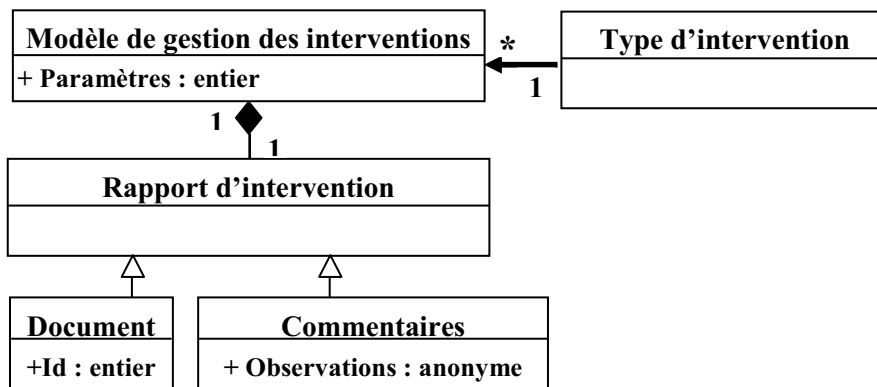 Modèle de gestion des interventions
+ Paramètres : entier
*
1
Type d’intervention
1
1
Rapport d’intervention
Document
+Id : entier
Commentaires
+ Observations : anonyme